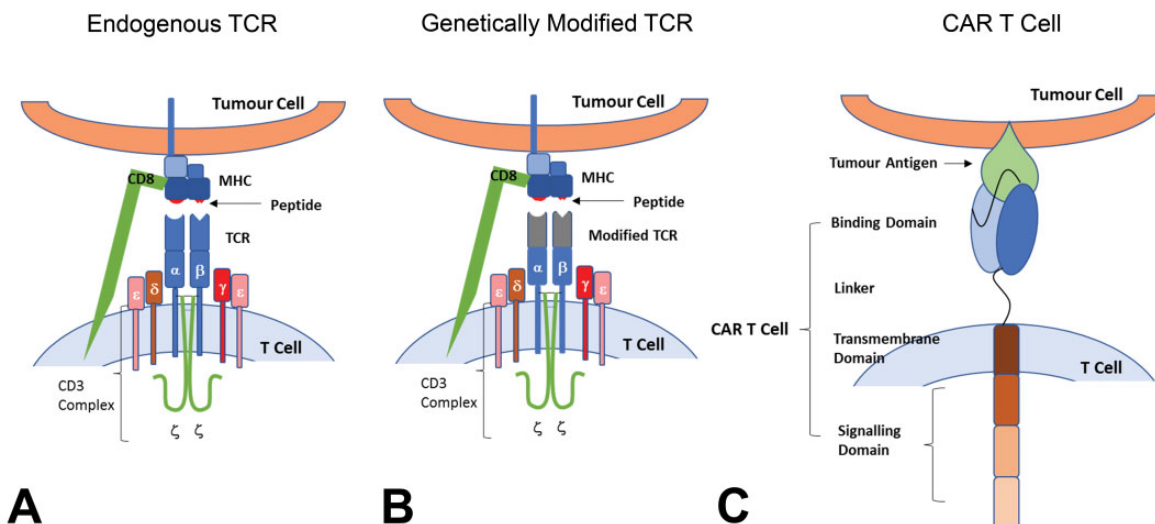 Endogenous TCR
Tumour Cell
CD8
MHC
Peptide
TCR
α β
ε δ γ ε
T Cell
CD3
Complex
ζ ζ
A
Genetically Modified TCR
Tumour Cell
CD8
MHC
Peptide
Modified TCR
α β
ε δ γ ε
T Cell
CD3
Complex
ζ ζ
B
CAR T Cell
Tumour Cell
Tumour Antigen
Binding Domain
Linker
CAR T Cell
Transmembrane
Domain
T Cell
Signalling
Domain
C